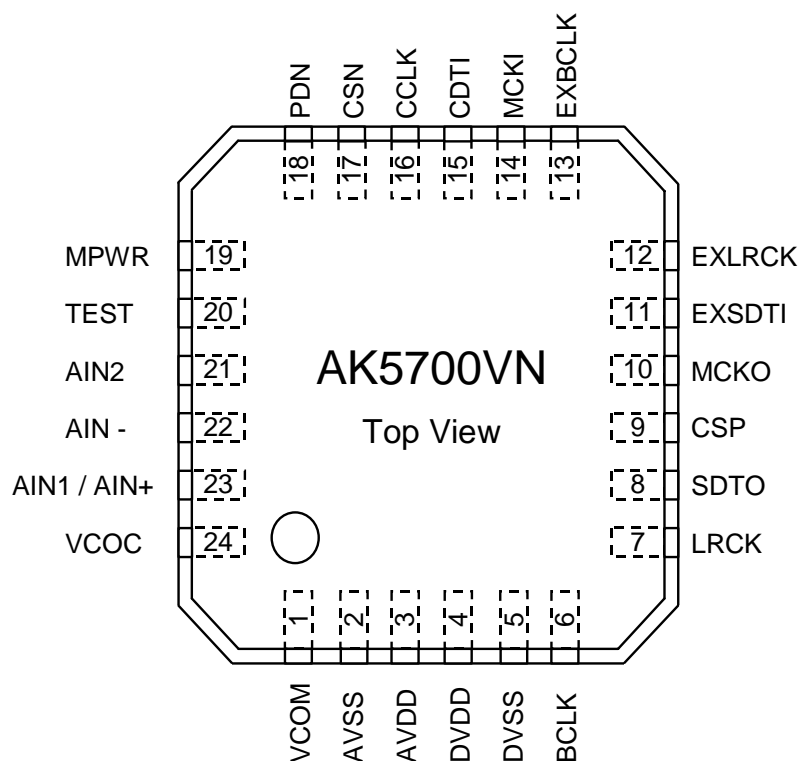 PDN
CSN
CCLK
CDTI
MCKI
EXBCLK
18
17
16
15
14
13
MPWR 19
12 EXLRCK
TEST 20
11 EXSDTI
AIN2 21
10 MCKO
AIN - 22
9 CSP
AIN1 / AIN+ 23
8 SDTO
VCOC 24
7 LRCK
AK5700VN
Top View
1
2
3
4
5
6
VCOM
AVSS
AVDD
DVDD
DVSS
BCLK